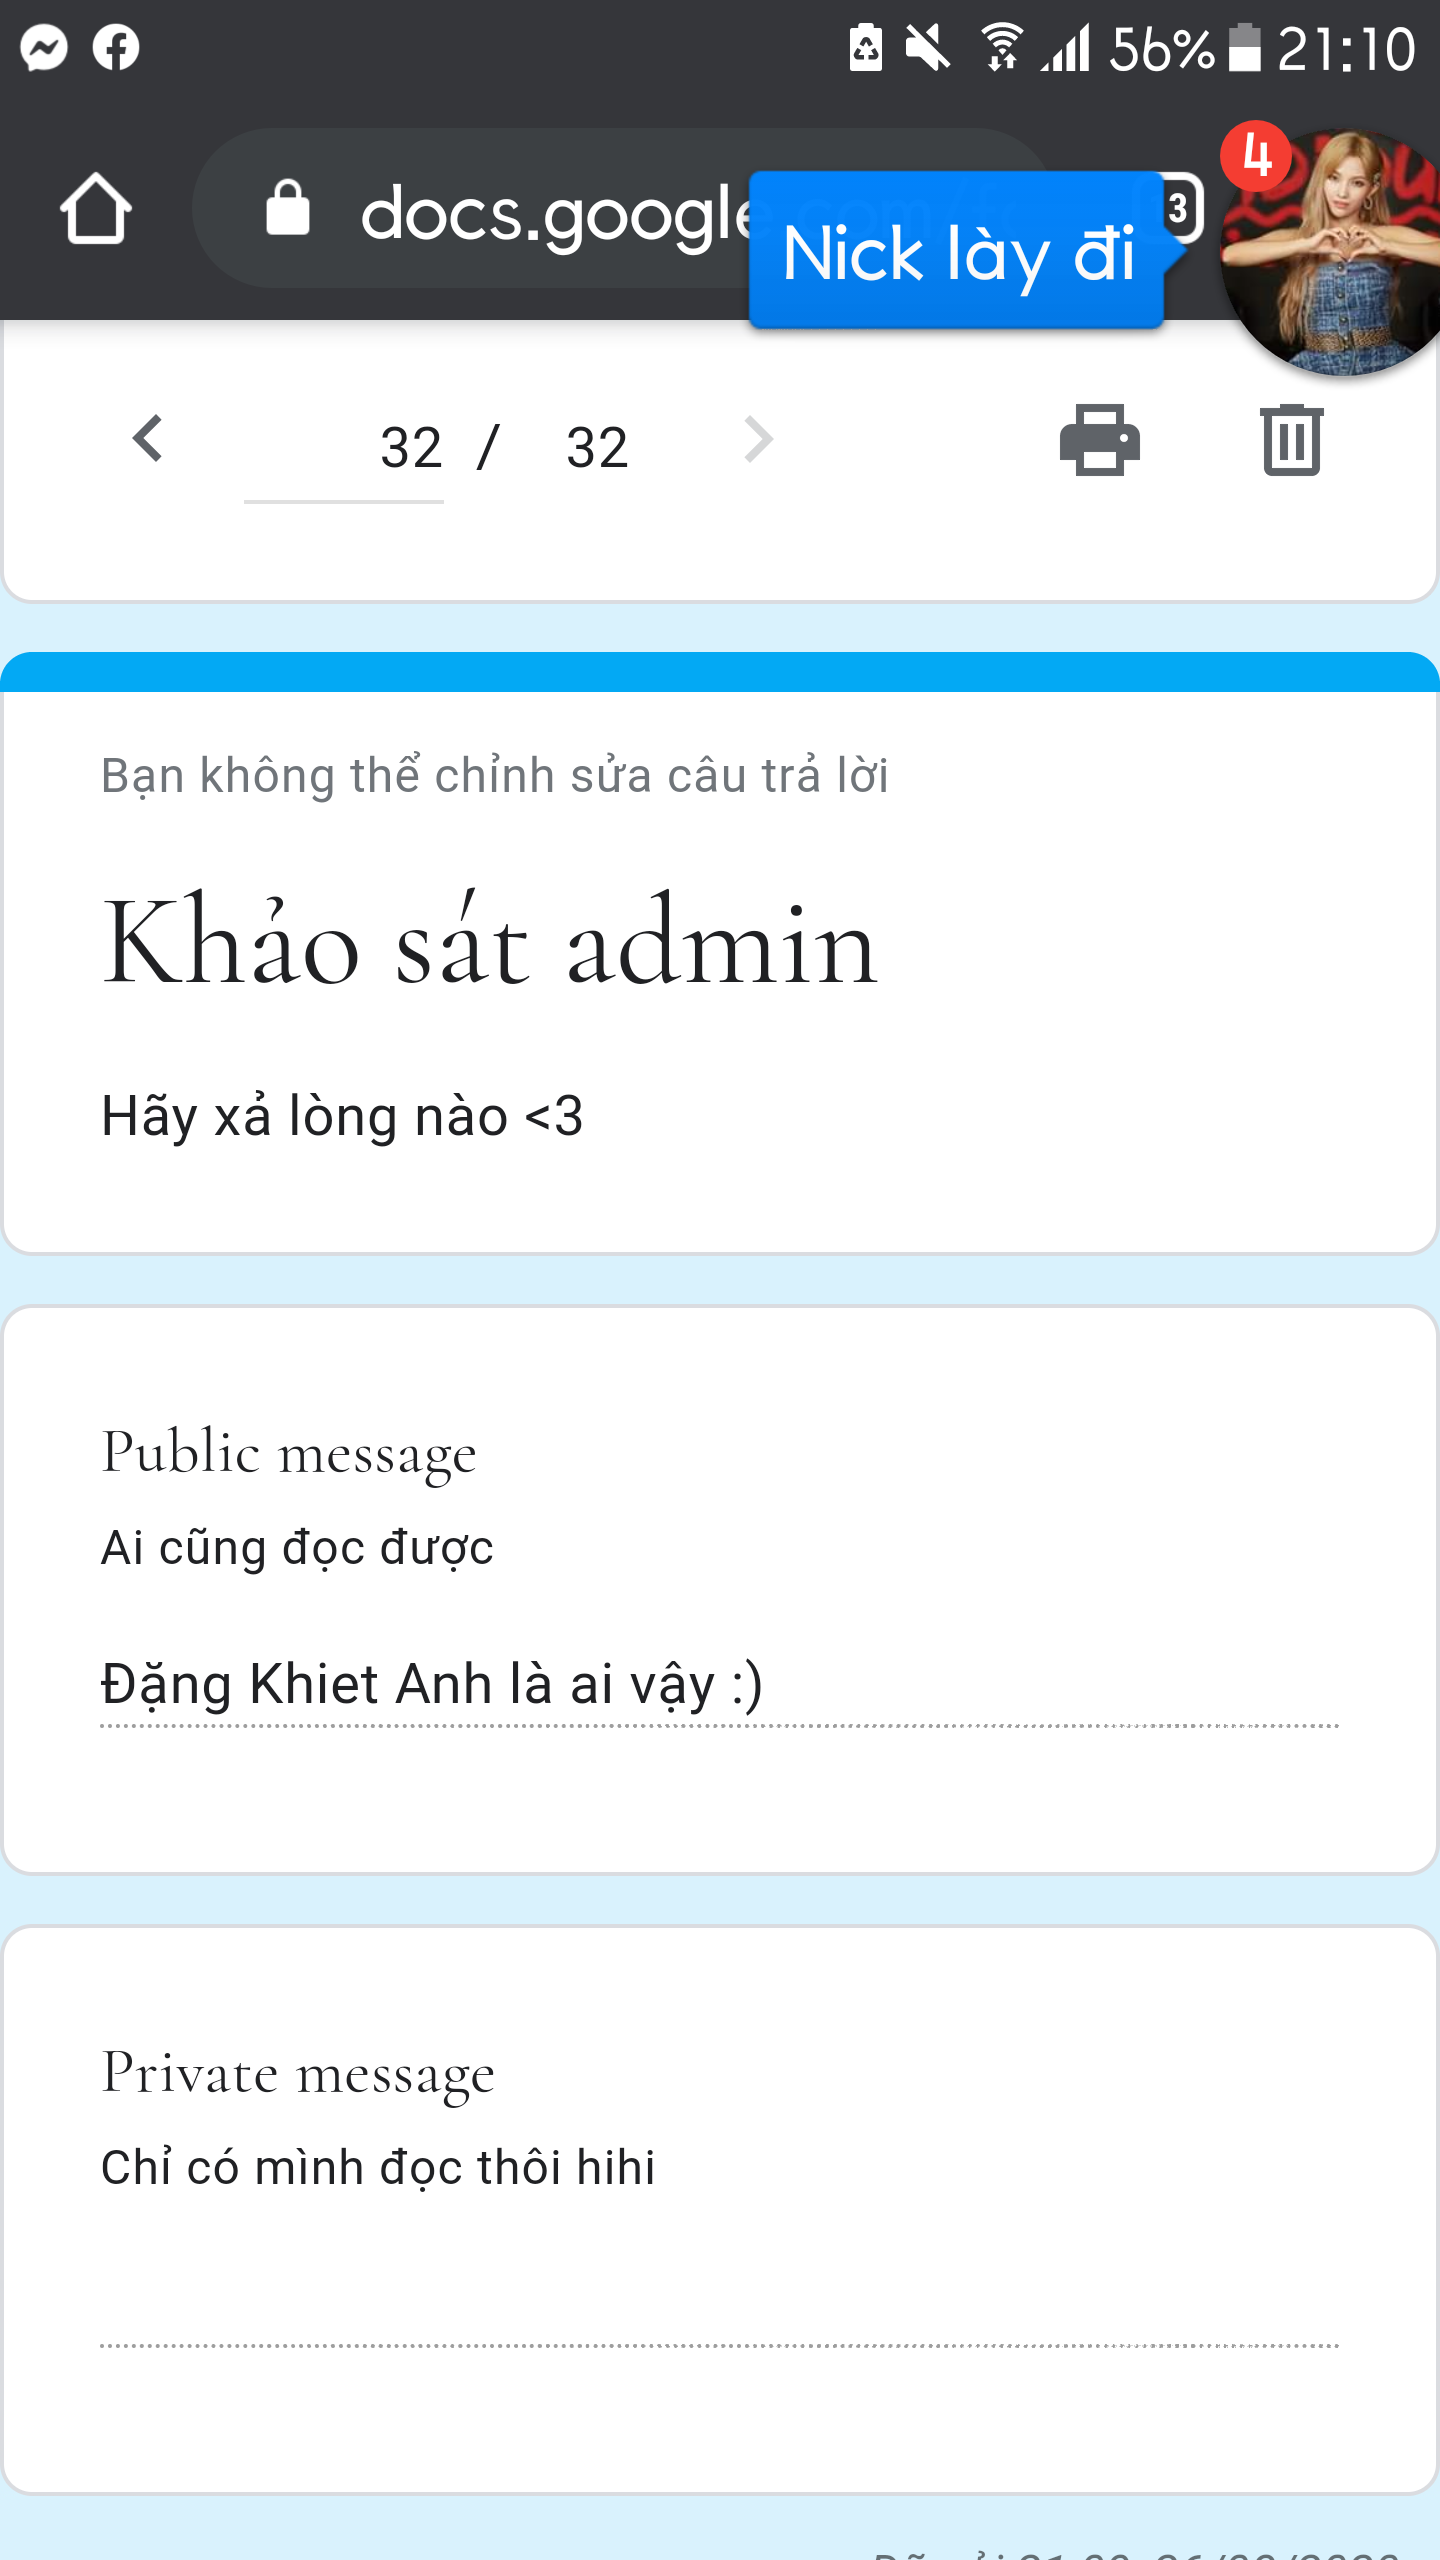 56% 21:10
docs.google
3
4
Nick lày đi
32 / 32
Bạn không thể chỉnh sửa câu trả lời
Khảo sát admin
Hãy xả lòng nào <3
Public message
Ai cũng đọc được
Đặng Khiet Anh là ai vậy :)
Private message
Chỉ có mình đọc thôi hihi